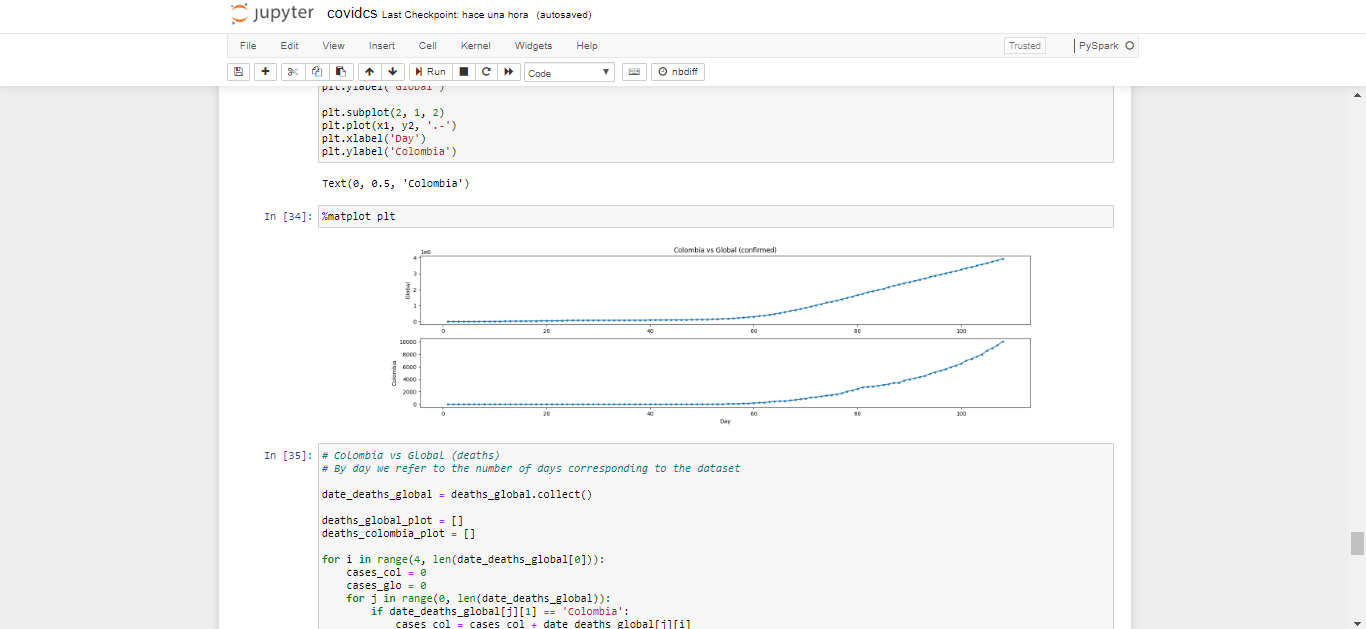 jupyter covidcs Last Checkpoint: hace una hora (autosaved)
File Edit View Insert Cell Kernel Widgets Help Trusted PySpark
Run Code nbdiff
plt.ylabel('Global')
plt.subplot(2, 1, 2)
plt.plot(x1, y2, '.-')
plt.xlabel('Day')
plt.ylabel('Colombia')
Text(0, 0.5, 'Colombia')
In [34]: %matplot plt
Colombia vs Global (confirmed)
1e6
4
3
2
1
0
Global
0 20 40 60 80 100
10000
8000
6000
4000
2000
0
Colombia
0 20 40 60 80 100
Day
In [35]: # Colombia vs Global (deaths)
# By day we refer to the number of days corresponding to the dataset
date_deaths_global = deaths_global.collect()
deaths_global_plot = []
deaths_colombia_plot = []
for i in range(4, len(date_deaths_global[0])):
cases_col = 0
cases_glo = 0
for j in range(0, len(date_deaths_global)):
if date_deaths_global[j][1] == 'Colombia':
cases_col = cases_col + date_deaths_global[j][i]